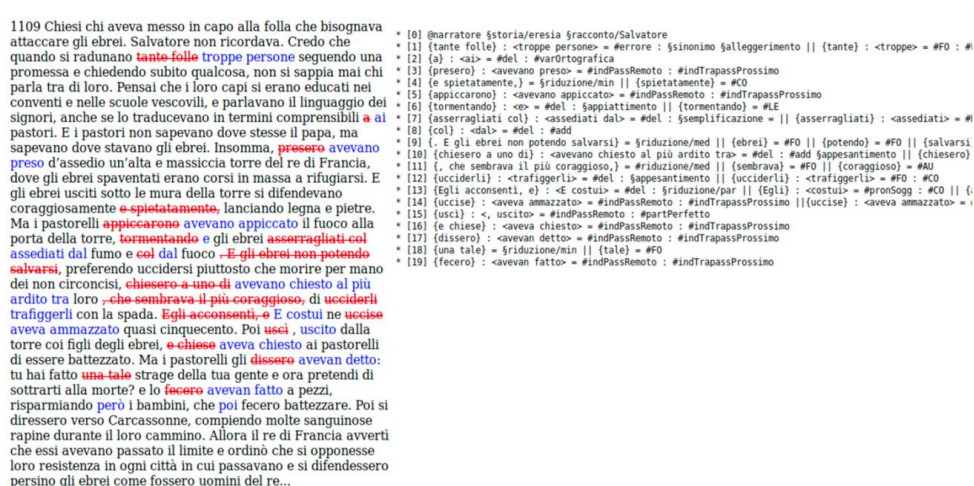 1109 Chiesi chi aveva messo in capo alla folla che bisognava
attaccare gli ebrei. Salvatore non ricordava. Credo che
quando si radunano tante folle troppe persone seguendo una
promessa e chiedendo subito qualcosa, non si sappia mai chi
parla tra di loro. Pensai che i loro capi si erano educati nei
conventi e nelle scuole vescovili, e parlavano il linguaggio dei
signori, anche se lo traducevano in termini comprensibili a ai
pastori. E i pastori non sapevano dove stesse il papa, ma
sapevano dove stavano gli ebrei. Insomma, presero avevano
preso d’assedio un’alta e massiccia torre del re di Francia,
dove gli ebrei spaventati erano corsi in massa a rifugiarsi. E
gli ebrei usciti sotto le mura della torre si difendevano
coraggiosamente e spietatamente, lanciando legna e pietre.
Ma i pastorelli appiccarono avevano appiccato il fuoco alla
porta della torre, tormentando e gli ebrei asserragliati col
assediati dal fumo e col dal fuoco . E gli ebrei non potendo
salvarsi, preferendo uccidersi piuttosto che morire per mano
dei non circoncisi, chiesero a uno di avevano chiesto al più
ardito tra loro , che sembrava il più coraggioso, di ucciderli
trafiggerli con la spada. Egli acconsentì, e E costui ne uccise
aveva ammazzato quasi cinquecento. Poi uscì , uscito dalla
torre coi figli degli ebrei, e chiese aveva chiesto ai pastorelli
di essere battezzato. Ma i pastorelli gli dissero avevan detto:
tu hai fatto una tale strage della tua gente e ora pretendi di
sottrarti alla morte? e lo fecero avevan fatto a pezzi,
risparmiando però i bambini, che poi fecero battezzare. Poi si
diressero verso Carcassonne, compiendo molte sanguinose
rapine durante il loro cammino. Allora il re di Francia avvertì
che essi avevano passato il limite e ordinò che si opponesse
loro resistenza in ogni città in cui passavano e si difendessero
persino gli ebrei come fossero uomini del re...
* [0] @narratore §storia/eresia §racconto/Salvatore
* [1] {tante folle} : <troppe persone> = #errore : §sinonimo §alleggerimento || {tante} : <troppe> = #FO : #
* [2] {a} : <ai> = #del : #varOrtografica
* [3] {presero} : <avevano preso> = #indPassRemoto : #indTrapassProssimo
* [4] {e spietatamente,} = §riduzione/min || {spietatamente} = #CO
* [5] {appiccarono} : <avevano appiccato> = #indPassRemoto : #indTrapassProssimo
* [6] {tormentando} : <e> = #del : §appiattimento || {tormentando} = #LE
* [7] {asserragliati col} : <assediati dal> = #del : §semplificazione = || {asserragliati} : <assediati> =
* [8] {col} : <dal> = #del : #add
* [9] {. E gli ebrei non potendo salvarsi} = §riduzione/med || {ebrei} = #FO || {potendo} = #FO || {salvarsi
* [10] {chiesero a uno di} : <avevano chiesto al più ardito tra> = #del : #add §appesantimento || {chiesero}
* [11] {, che sembrava il più coraggioso,} = #riduzione/med || {sembrava} = #FO || {coraggioso} = #AU
* [12] {ucciderli} : <trafiggerli> = #del : §appesantimento || {ucciderli} : <trafiggerli> = #FO : #CO
* [13] {Egli acconsentì, e} : <E costui> = #del : §riduzione/par || {Egli} : <costui> = #pronSogg : #CO || {
* [14] {uccise} : <aveva ammazzato> = #indPassRemoto : #indTrapassProssimo ||{uccise} : <aveva ammazzato> =
* [15] {uscì} : <, uscito> = #indPassRemoto : #partPerfetto
* [16] {e chiese} : <aveva chiesto> = #indPassRemoto : #indTrapassProssimo
* [17] {dissero} : <avevan detto> = #indPassRemoto : #indTrapassProssimo
* [18] {una tale} = §riduzione/min || {tale} = #FO
* [19] {fecero} : <avevan fatto> = #indPassRemoto : #indTrapassProssimo